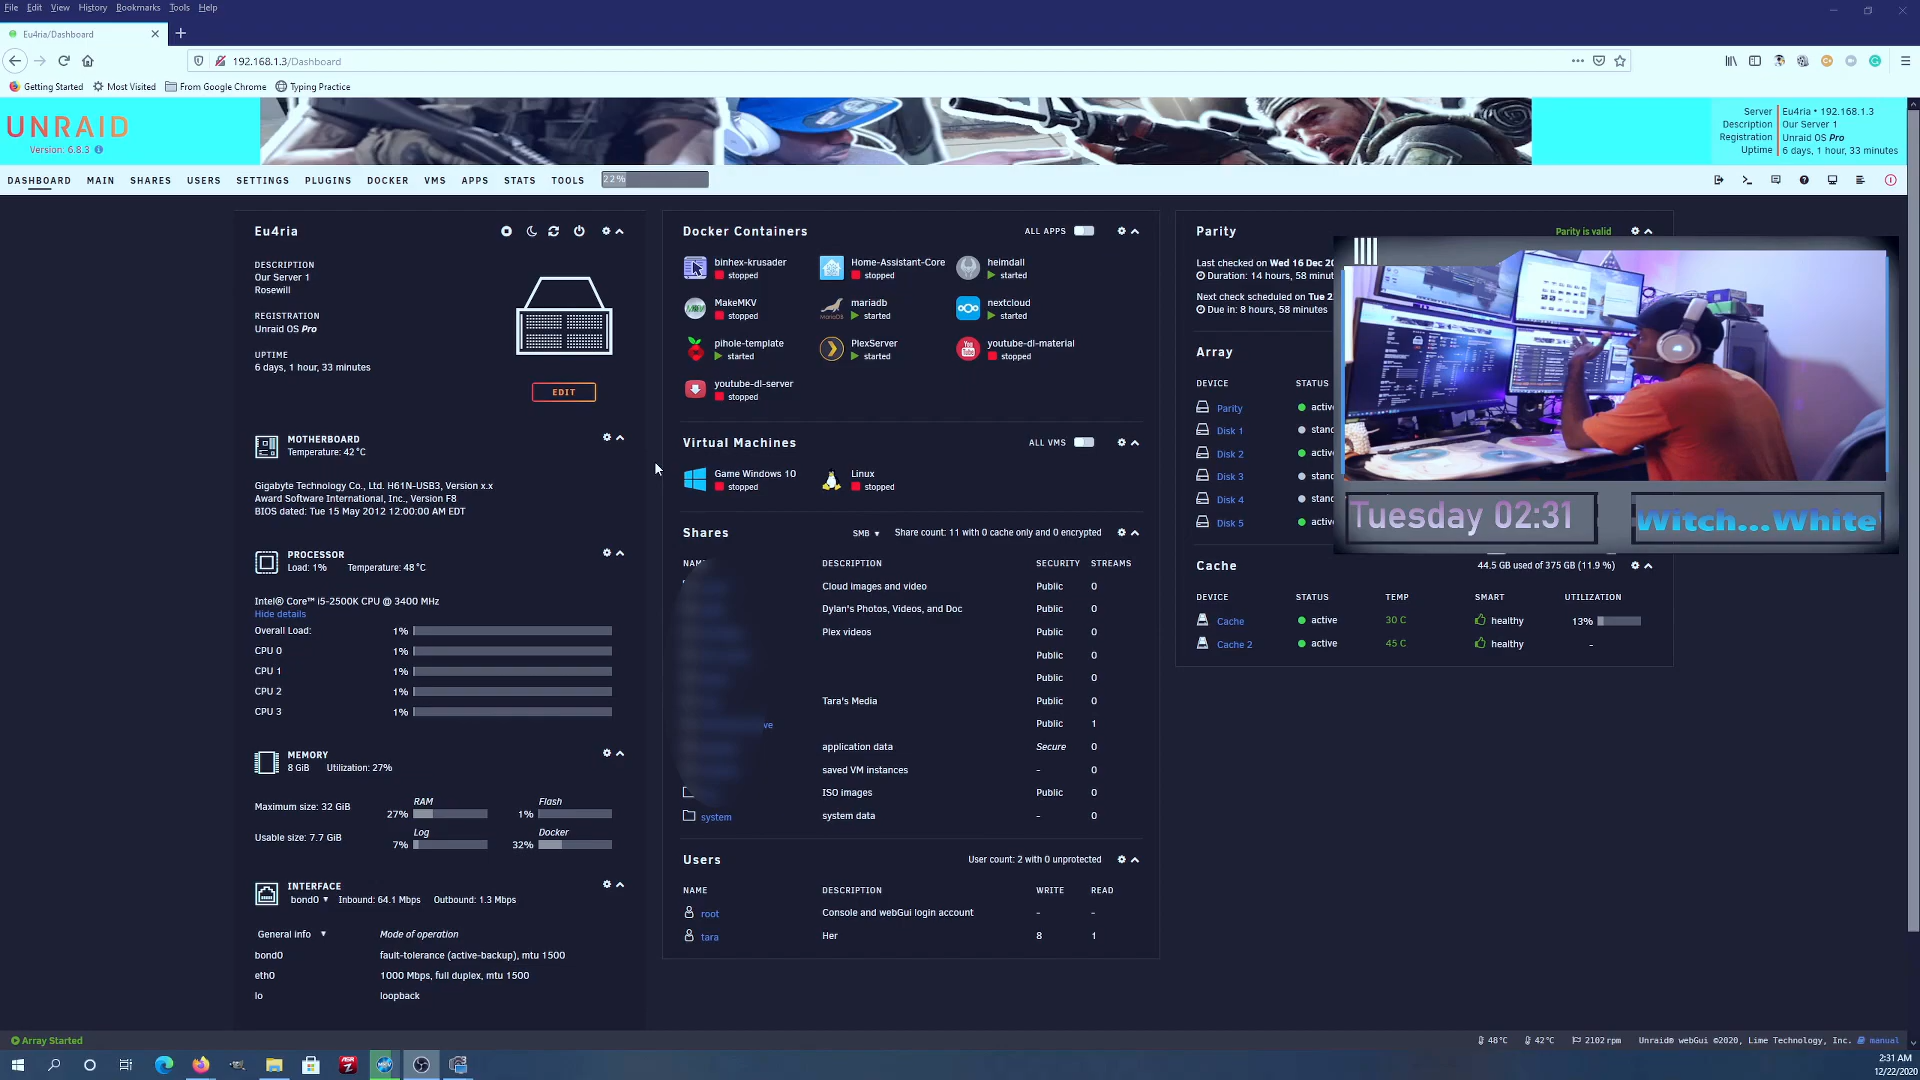 File Edit View History Bookmarks Tools Help
Eu4ria/Dashboard
192.168.1.3/Dashboard
Getting Started Most Visited From Google Chrome Typing Practice
UNRAID
Version: 6.8.3
Server Eu4ria • 192.168.1.3
Description Our Server 1
Registration Unraid OS Pro
Uptime 6 days, 1 hour, 33 minutes
DASHBOARD MAIN SHARES USERS SETTINGS PLUGINS DOCKER VMS APPS STATS TOOLS 22%
Eu4ria
DESCRIPTION
Our Server 1
Rosewill
REGISTRATION
Unraid OS Pro
UPTIME
6 days, 1 hour, 33 minutes
EDIT
MOTHERBOARD
Temperature: 42°C
Gigabyte Technology Co., Ltd. H61N-USB3, Version x.x
Award Software International, Inc., Version F8
BIOS dated: Tue 15 May 2012 12:00:00 AM EDT
PROCESSOR
Load: 1% Temperature: 48°C
Intel® Core™ i5-2500K CPU @ 3400 MHz
Hide details
Overall Load: 1%
CPU 0 1%
CPU 1 1%
CPU 2 1%
CPU 3 1%
MEMORY
8 GiB Utilization: 27%
RAM Flash
Maximum size: 32 GiB 27% 1%
Log Docker
Usable size: 7.7 GiB 7% 32%
INTERFACE
bond0 Inbound: 64.1 Mbps Outbound: 1.3 Mbps
General info Mode of operation
bond0 fault-tolerance (active-backup), mtu 1500
eth0 1000 Mbps, full duplex, mtu 1500
lo loopback
Docker Containers ALL APPS
binhex-krusader Home-Assistant-Core heimdall
stopped stopped started
MakeMKV mariadb nextcloud
stopped started started
pihole-template PlexServer youtube-dl-material
started started stopped
youtube-dl-server
stopped
Virtual Machines ALL VMS
Game Windows 10 Linux
stopped stopped
Shares SMB Share count: 11 with 0 cache only and 0 encrypted
DESCRIPTION SECURITY STREAMS
Cloud images and video Public 0
Dylan's Photos, Videos, and Doc Public 0
Plex videos Public 0
Public 0
Public 0
Tara's Media Public 0
ve Public 1
application data Secure 0
saved VM instances - 0
ISO images Public 0
system system data - 0
Users User count: 2 with 0 unprotected
NAME DESCRIPTION WRITE READ
root Console and webGui login account - -
tara Her 8 1
Parity Parity is valid
Last checked on Wed 16 Dec 20
Duration: 14 hours, 58 minut
Next check scheduled on Tue 2
Due in: 8 hours, 58 minutes
Array
DEVICE STATUS
Parity active
Disk 1 stand
Disk 2 active
Disk 3 stand
Disk 4 stand
Disk 5 active
Tuesday 02:31
Witch...White
Cache 44.5 GB used of 375 GB (11.9 %)
DEVICE STATUS TEMP SMART UTILIZATION
Cache active 30 C healthy 13%
Cache 2 active 45 C healthy -
Array Started
48°C 42°C 2102 rpm Unraid® webGui ©2020, Lime Technology, Inc. manual
2:31 AM
12/22/2020